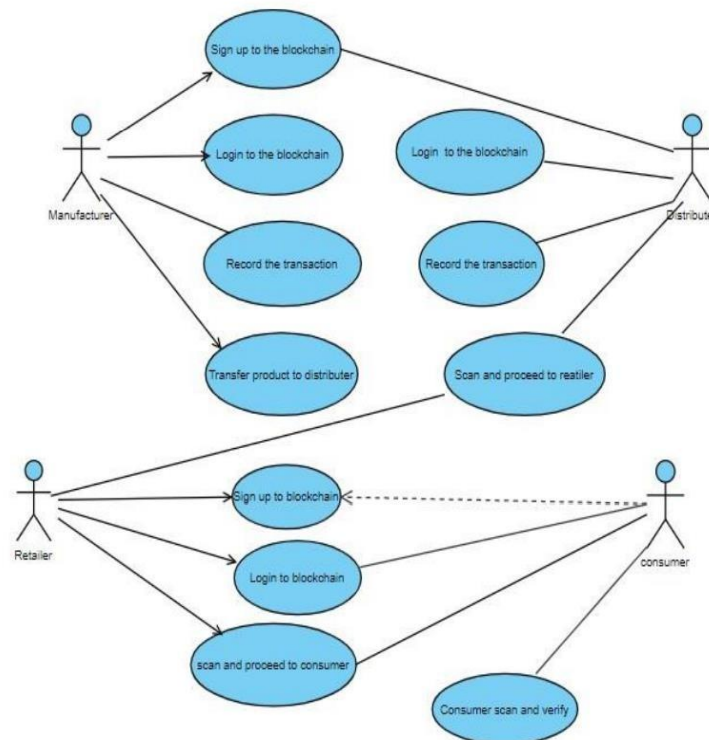 Sign up to the blockchain
Login to the blockchain
Login to the blockchain
Manufacturer
Distribute
Record the transaction
Record the transaction
Transfer product to distributer
Scan and proceed to reatiler
Sign up to blockchain
Retailer
consumer
Login to blockchain
scan and proceed to consumer
Consumer scan and verify